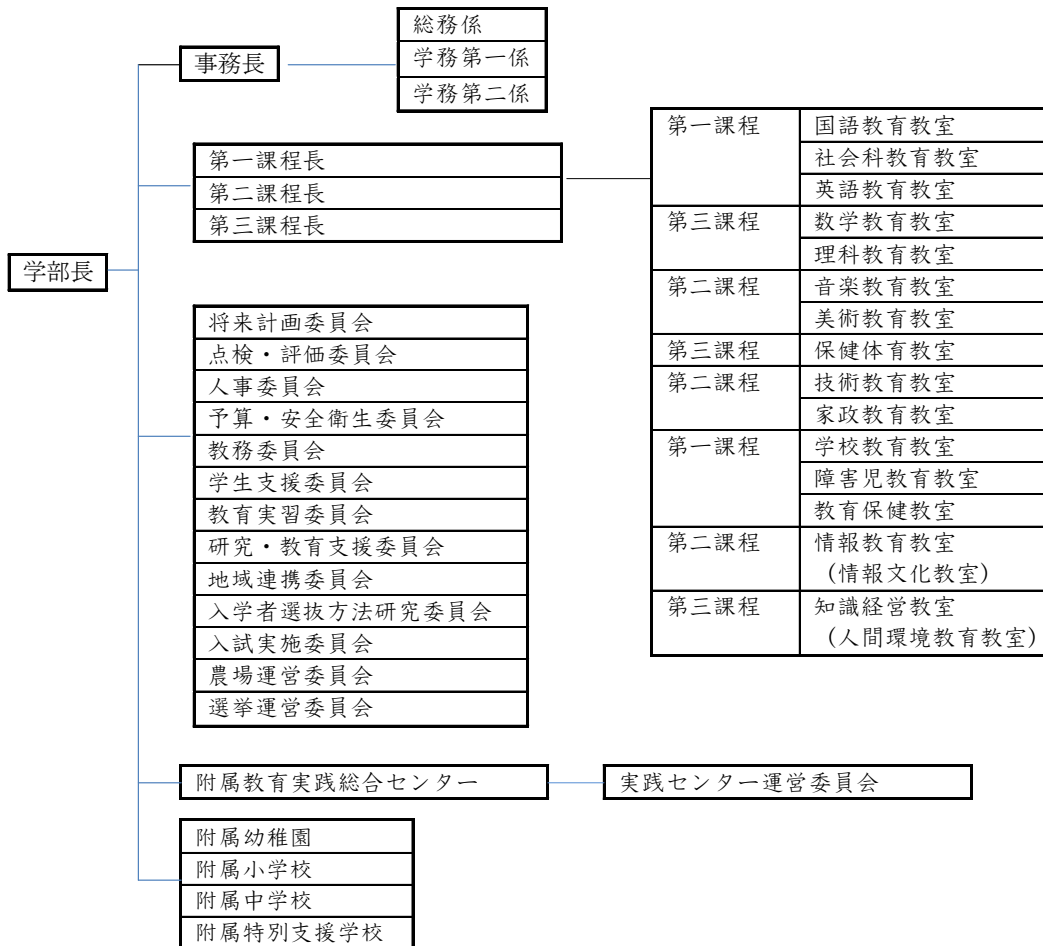 総務係
事務長
学務第一係
学務第二係
第一課程長
第二課程長
第三課程長
第一課程 国語教育教室
社会科教育教室
英語教育教室
第三課程 数学教育教室
理科教育教室
第二課程 音楽教育教室
美術教育教室
第三課程 保健体育教室
第二課程 技術教育教室
家政教育教室
第一課程 学校教育教室
障害児教育教室
教育保健教室
第二課程 情報教育教室
(情報文化教室)
第三課程 知識経営教室
(人間環境教育教室)
学部長
将来計画委員会
点検・評価委員会
人事委員会
予算・安全衛生委員会
教務委員会
学生支援委員会
教育実習委員会
研究・教育支援委員会
地域連携委員会
入学者選抜方法研究委員会
入試実施委員会
農場運営委員会
選挙運営委員会
附属教育実践総合センター
実践センター運営委員会
附属幼稚園
附属小学校
附属中学校
附属特別支援学校